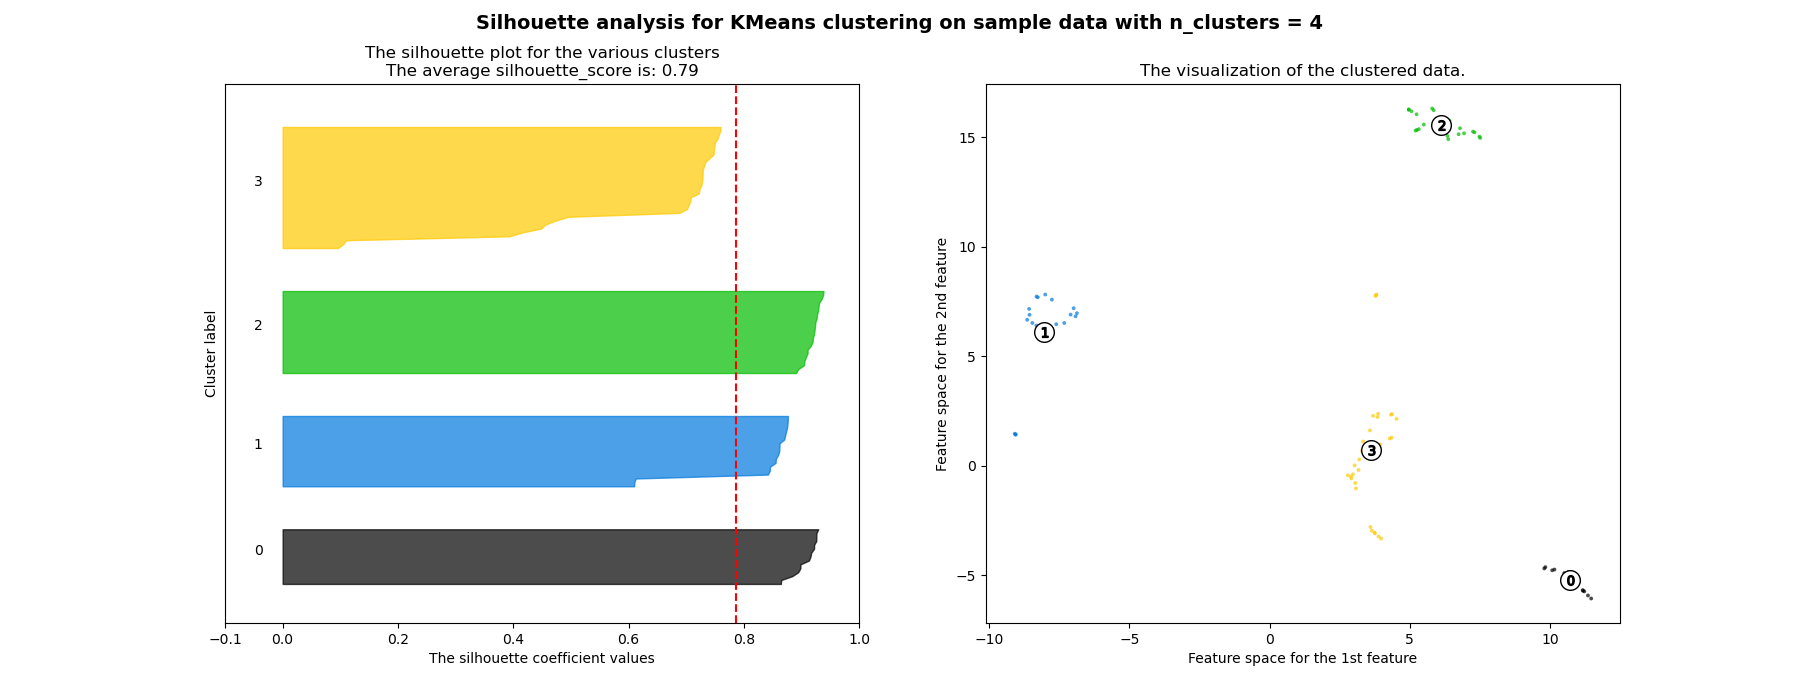 Silhouette analysis for KMeans clustering on sample data with n_clusters = 4
The silhouette plot for the various clusters
The average silhouette_score is: 0.79
Cluster label
3
2
1
0
−0.1 0.0 0.2 0.4 0.6 0.8 1.0
The silhouette coefficient values
The visualization of the clustered data.
Feature space for the 2nd feature
15
10
5
0
−5
2
1
3
0
−10 −5 0 5 10
Feature space for the 1st feature